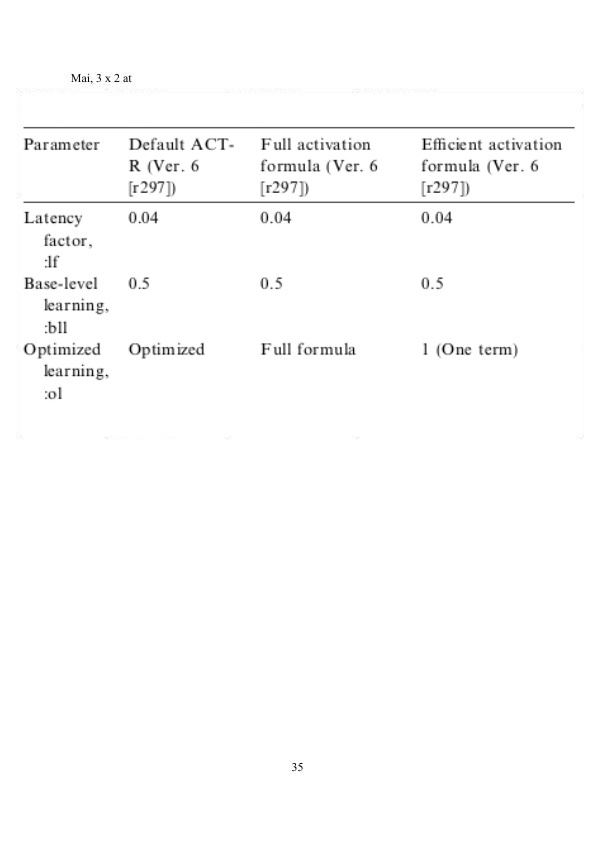 Mai, 3 x 2 at
Parameter Default ACT- Full activation Efficient activation
R (Ver. 6 formula (Ver. 6 formula (Ver. 6
[r297]) [r297]) [r297])
Latency 0.04 0.04 0.04
factor,
:lf
Base-level 0.5 0.5 0.5
learning,
:bll
Optimized Optimized Full formula 1 (One term)
learning,
:ol
35